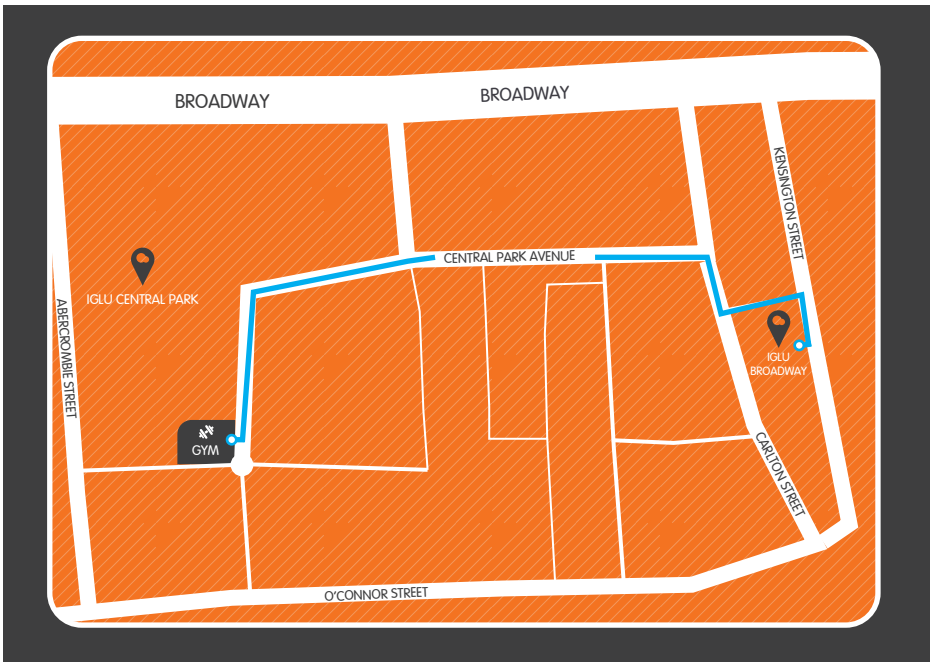 BROADWAY
BROADWAY
KENSINGTON STREET
CENTRAL PARK AVENUE
IGLU CENTRAL PARK
ABERCROMBIE STREET
IGLU
BROADWAY
GYM
CARLTON STREET
O'CONNOR STREET